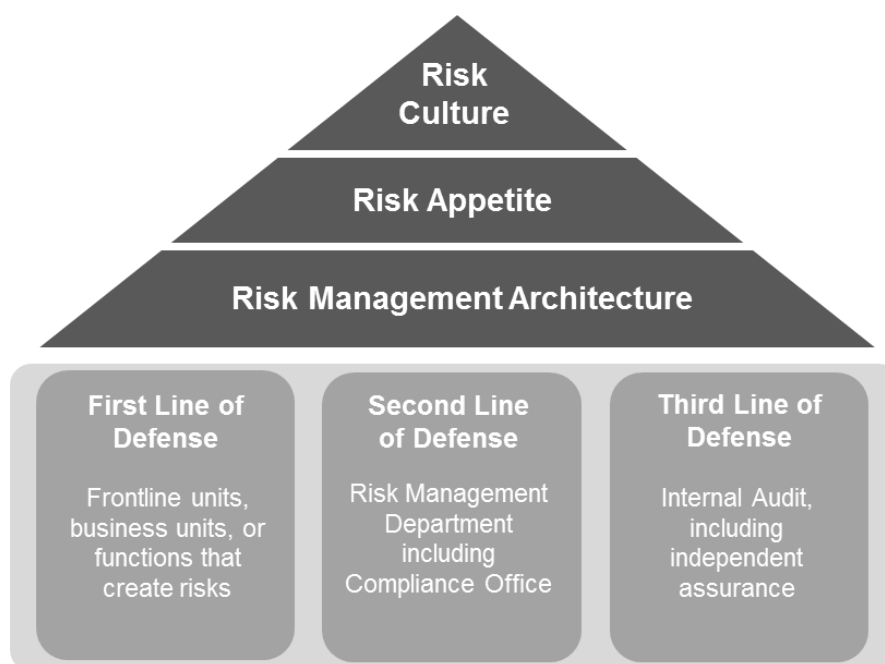 Risk
Culture
Risk Appetite
Risk Management Architecture
First Line of
Defense
Frontline units,
business units, or
functions that
create risks
Second Line
of Defense
Risk Management
Department
including
Compliance Office
Third Line of
Defense
Internal Audit,
including
independent
assurance